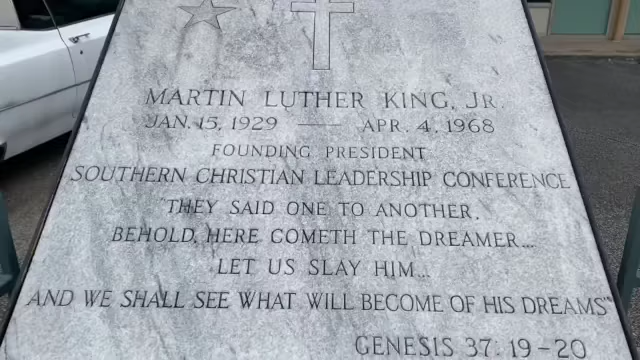 MARTIN LUTHER KING, JR.
JAN. 15, 1929 — APR. 4, 1968
FOUNDING PRESIDENT
SOUTHERN CHRISTIAN LEADERSHIP CONFERENCE
"THEY SAID ONE TO ANOTHER,
BEHOLD, HERE COMETH THE DREAMER...
LET US SLAY HIM...
AND WE SHALL SEE WHAT WILL BECOME OF HIS DREAMS"
GENESIS 37:19-20